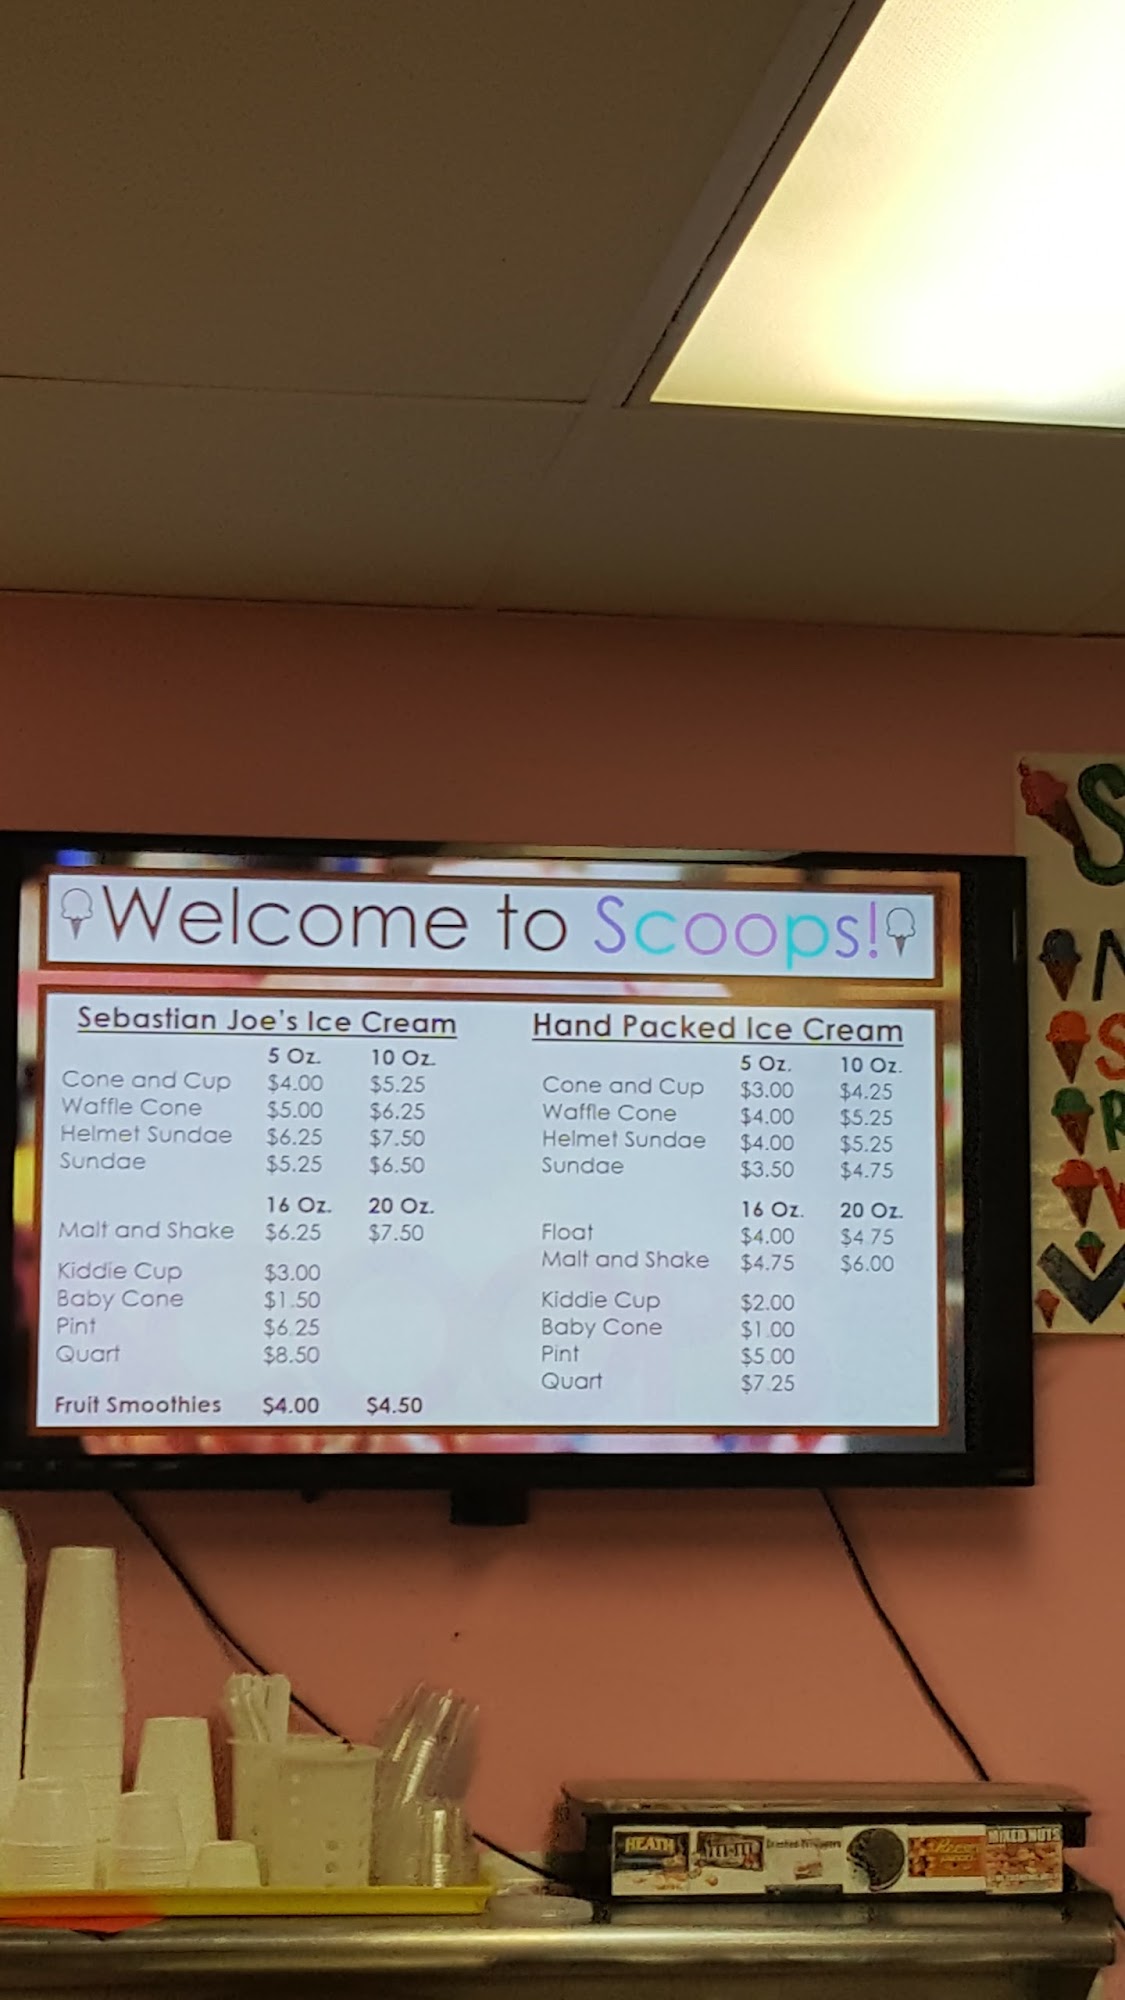 Welcome to Scoops!
Sebastian Joe's Ice Cream
5 Oz. 10 Oz.
Cone and Cup $4.00 $5.25
Waffle Cone $5.00 $6.25
Helmet Sundae $6.25 $7.50
Sundae $5.25 $6.50
16 Oz. 20 Oz.
Malt and Shake $6.25 $7.50
Kiddie Cup $3.00
Baby Cone $1.50
Pint $6.25
Quart $8.50
Fruit Smoothies $4.00 $4.50
Hand Packed Ice Cream
5 Oz. 10 Oz.
Cone and Cup $3.00 $4.25
Waffle Cone $4.00 $5.25
Helmet Sundae $4.00 $5.25
Sundae $3.50 $4.75
16 Oz. 20 Oz.
Float $4.00 $4.75
Malt and Shake $4.75 $6.00
Kiddie Cup $2.00
Baby Cone $1.00
Pint $5.00
Quart $7.25
S
N
S
R
W
HEATH
Reese's
MIXED NUTS